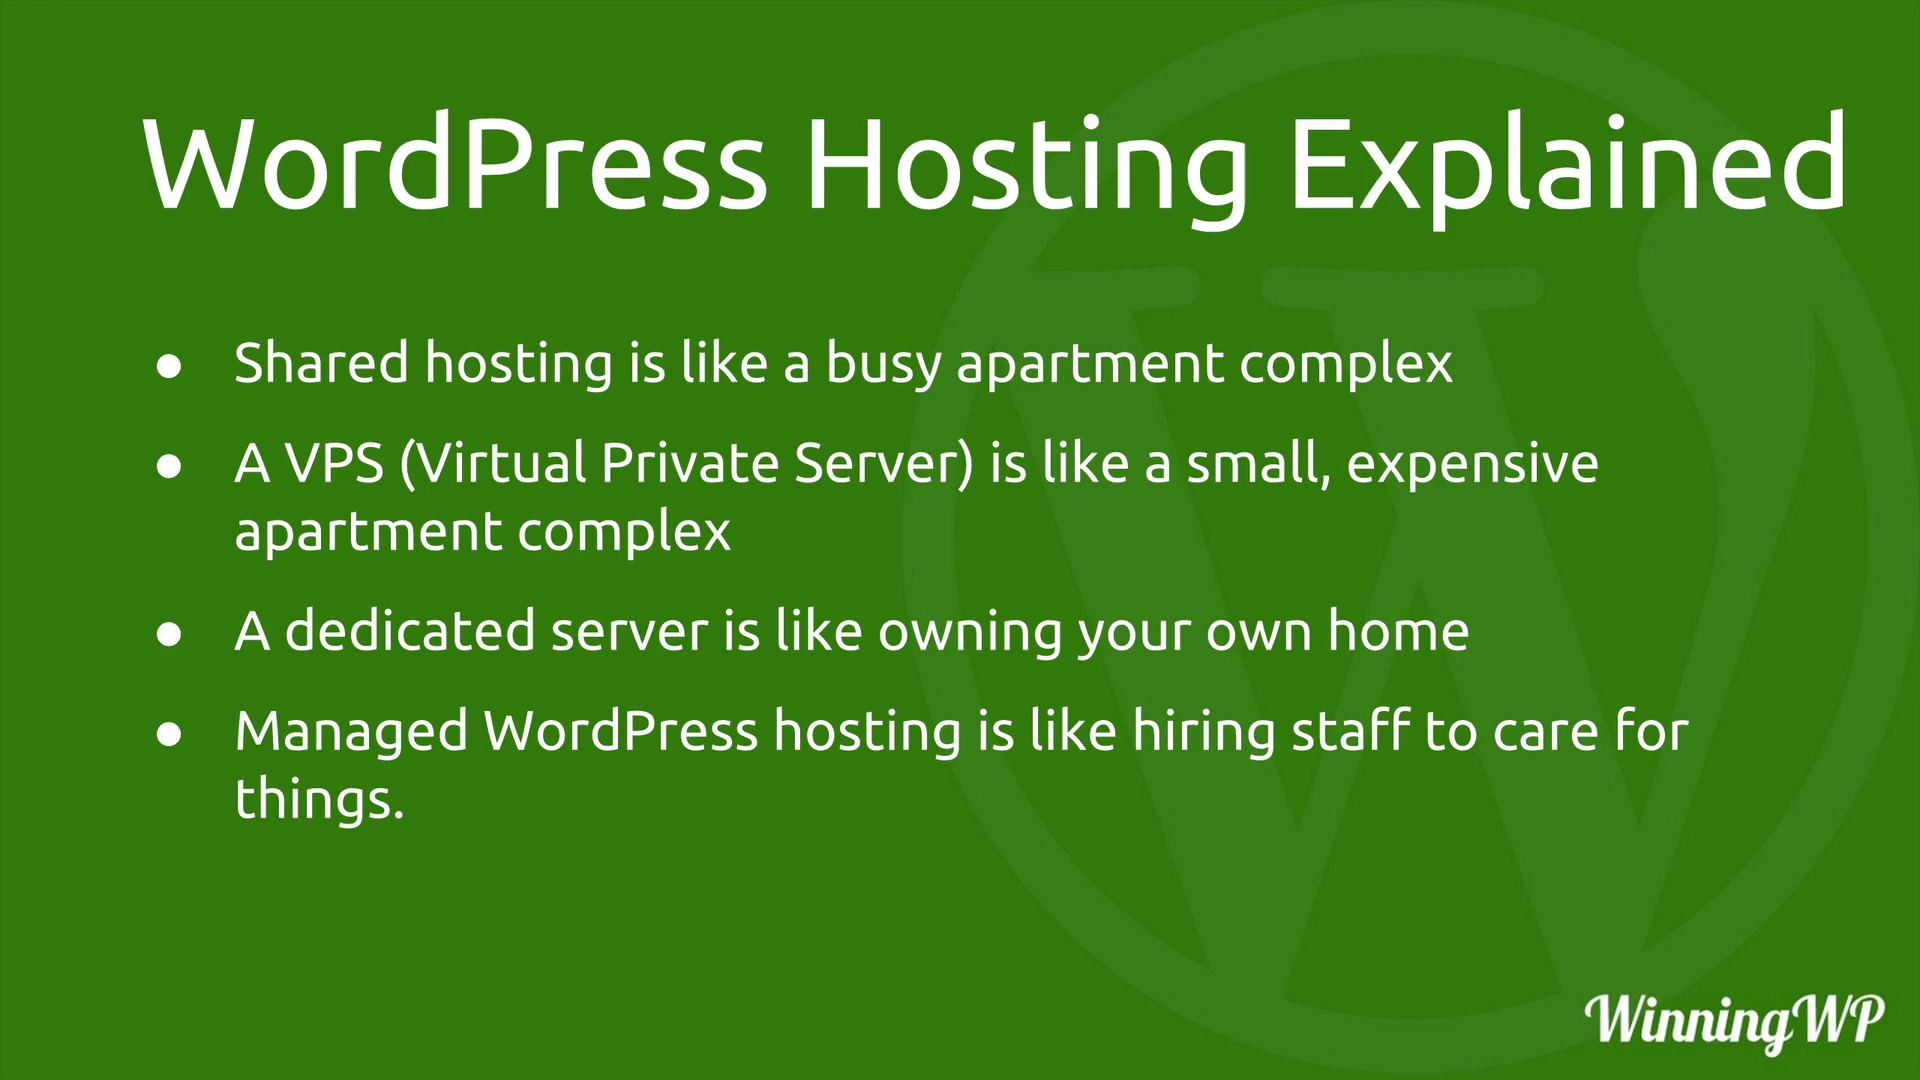 WordPress Hosting Explained
● Shared hosting is like a busy apartment complex
● A VPS (Virtual Private Server) is like a small, expensive
apartment complex
● A dedicated server is like owning your own home
● Managed WordPress hosting is like hiring staff to care for
things.
WinningWP